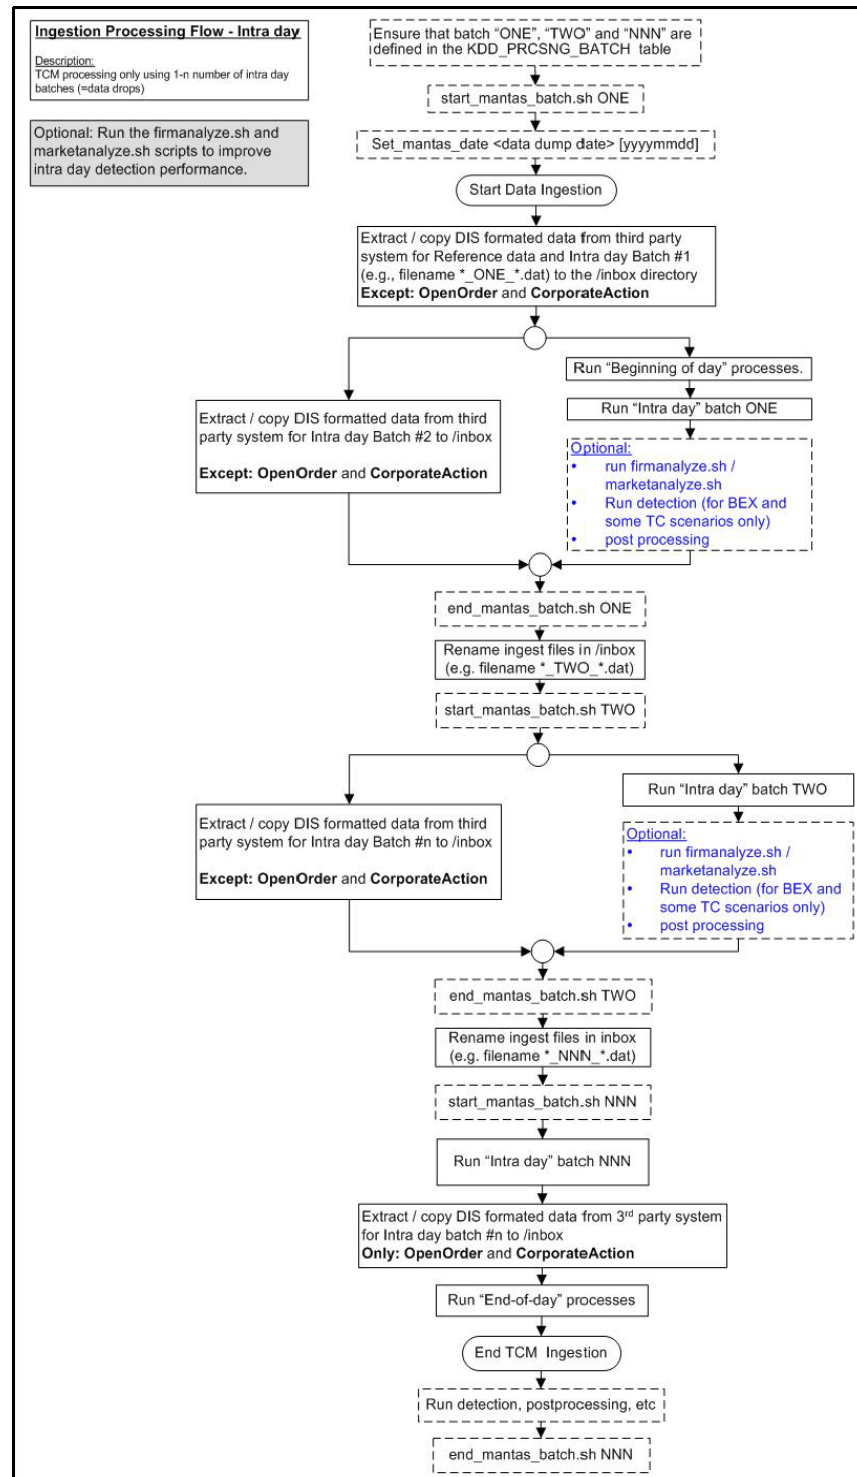 Ingestion Processing Flow - Intra day
Description:
TCM processing only using 1-n number of intra day
batches (=data drops)
Optional: Run the firmanalyze.sh and
marketanalyze.sh scripts to improve
intra day detection performance.
Ensure that batch “ONE”, “TWO” and “NNN” are
defined in the KDD_PRCSNG_BATCH table
start_mantas_batch.sh ONE
Set_mantas_date <data dump date> [yyyymmdd]
Start Data Ingestion
Extract / copy DIS formated data from third party
system for Reference data and Intra day Batch #1
(e.g., filename *_ONE_*.dat) to the /inbox directory
Except: OpenOrder and CorporateAction
Run “Beginning of day” processes.
Run “Intra day” batch ONE
Extract / copy DIS formatted data from third
party system for Intra day Batch #2 to /inbox
Except: OpenOrder and CorporateAction
Optional:
• run firmanalyze.sh /
marketanalyze.sh
• Run detection (for BEX and
some TC scenarios only)
• post processing
end_mantas_batch.sh ONE
Rename ingest files in /inbox
(e.g. filename *_TWO_*.dat)
start_mantas_batch.sh TWO
Run “Intra day” batch TWO
Extract / copy DIS formatted data from third
party system for Intra day Batch #n to /inbox
Except: OpenOrder and CorporateAction
Optional:
• run firmanalyze.sh /
marketanalyze.sh
• Run detection (for BEX and
some TC scenarios only)
• post processing
end_mantas_batch.sh TWO
Rename ingest files in inbox
(e.g. filename *_NNN_*.dat)
start_mantas_batch.sh NNN
Run “Intra day” batch NNN
Extract / copy DIS formated data from 3rd party system
for Intra day batch #n to /inbox
Only: OpenOrder and CorporateAction
Run “End-of-day” processes
End TCM Ingestion
Run detection, postprocessing, etc
end_mantas_batch.sh NNN